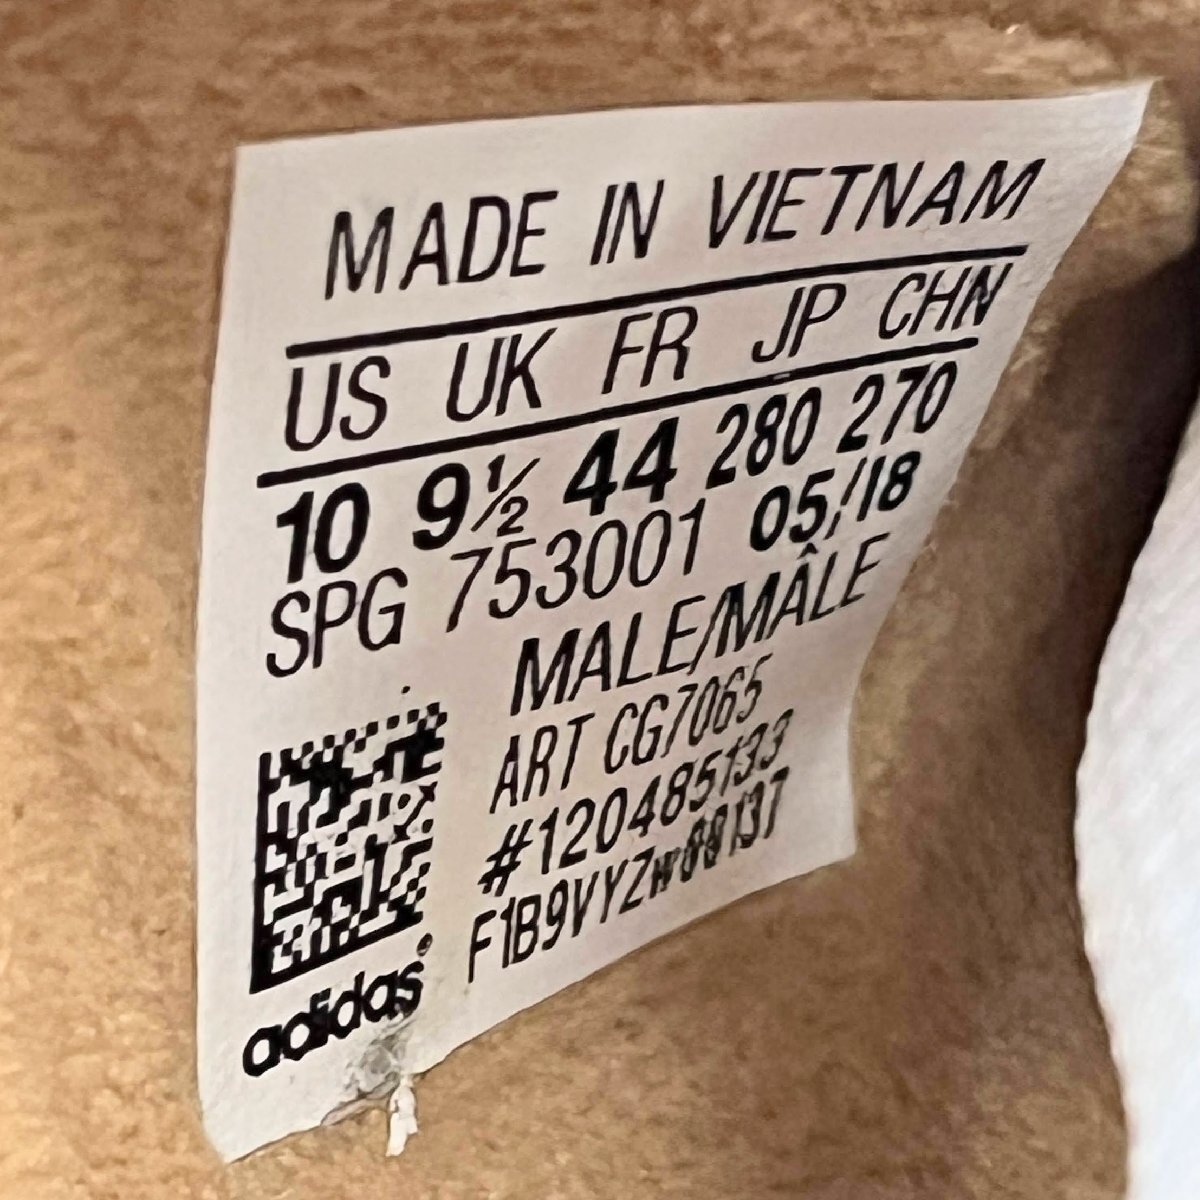 MADE IN VIETNAM
US UK FR JP CHN
10 9½ 44 280 270
SPG 753001 05/18
MALE/MÂLE
ART CG7065
#120485133
adidas®